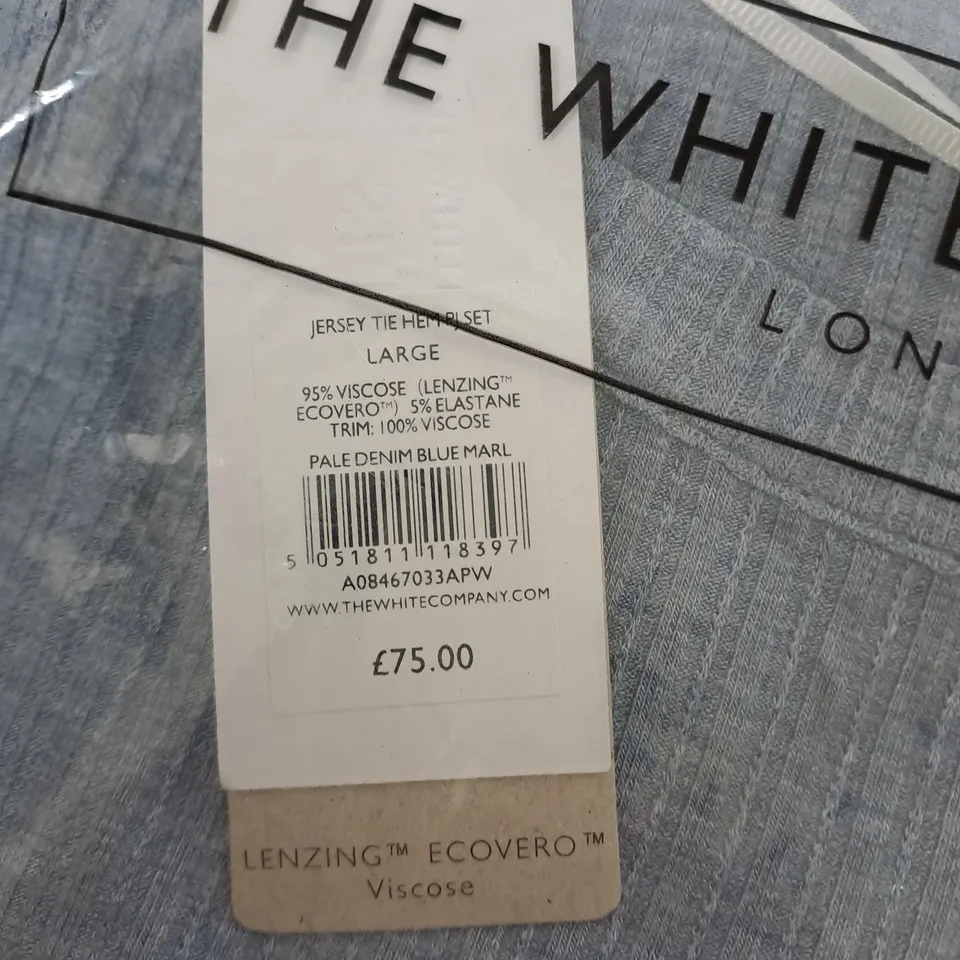 THE WHITE
LON
JERSEY TIE HEM PJ SET
LARGE
95% VISCOSE (LENZING™
ECOVERO™) 5% ELASTANE
TRIM: 100% VISCOSE
PALE DENIM BLUE MARL
5 051811 118397
A08467033APW
WWW.THEWHITECOMPANY.COM
£75.00
LENZING™ ECOVERO™
Viscose